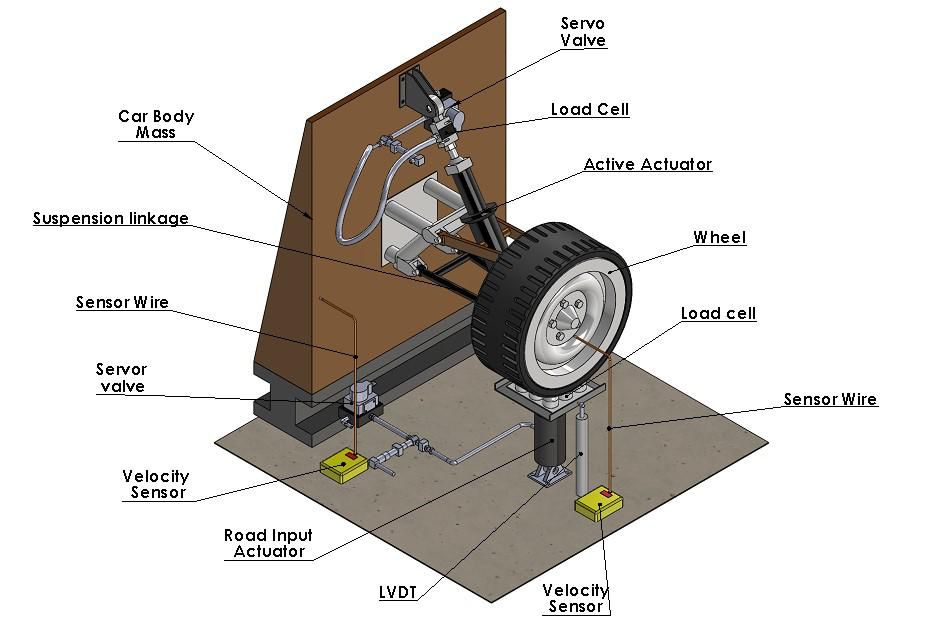 Servo
Valve
Load Cell
Car Body
Mass
Active Actuator
Suspension linkage
Wheel
Sensor Wire
Load cell
Servor
valve
Sensor Wire
Velocity
Sensor
Road Input
Actuator
LVDT
Velocity
Sensor